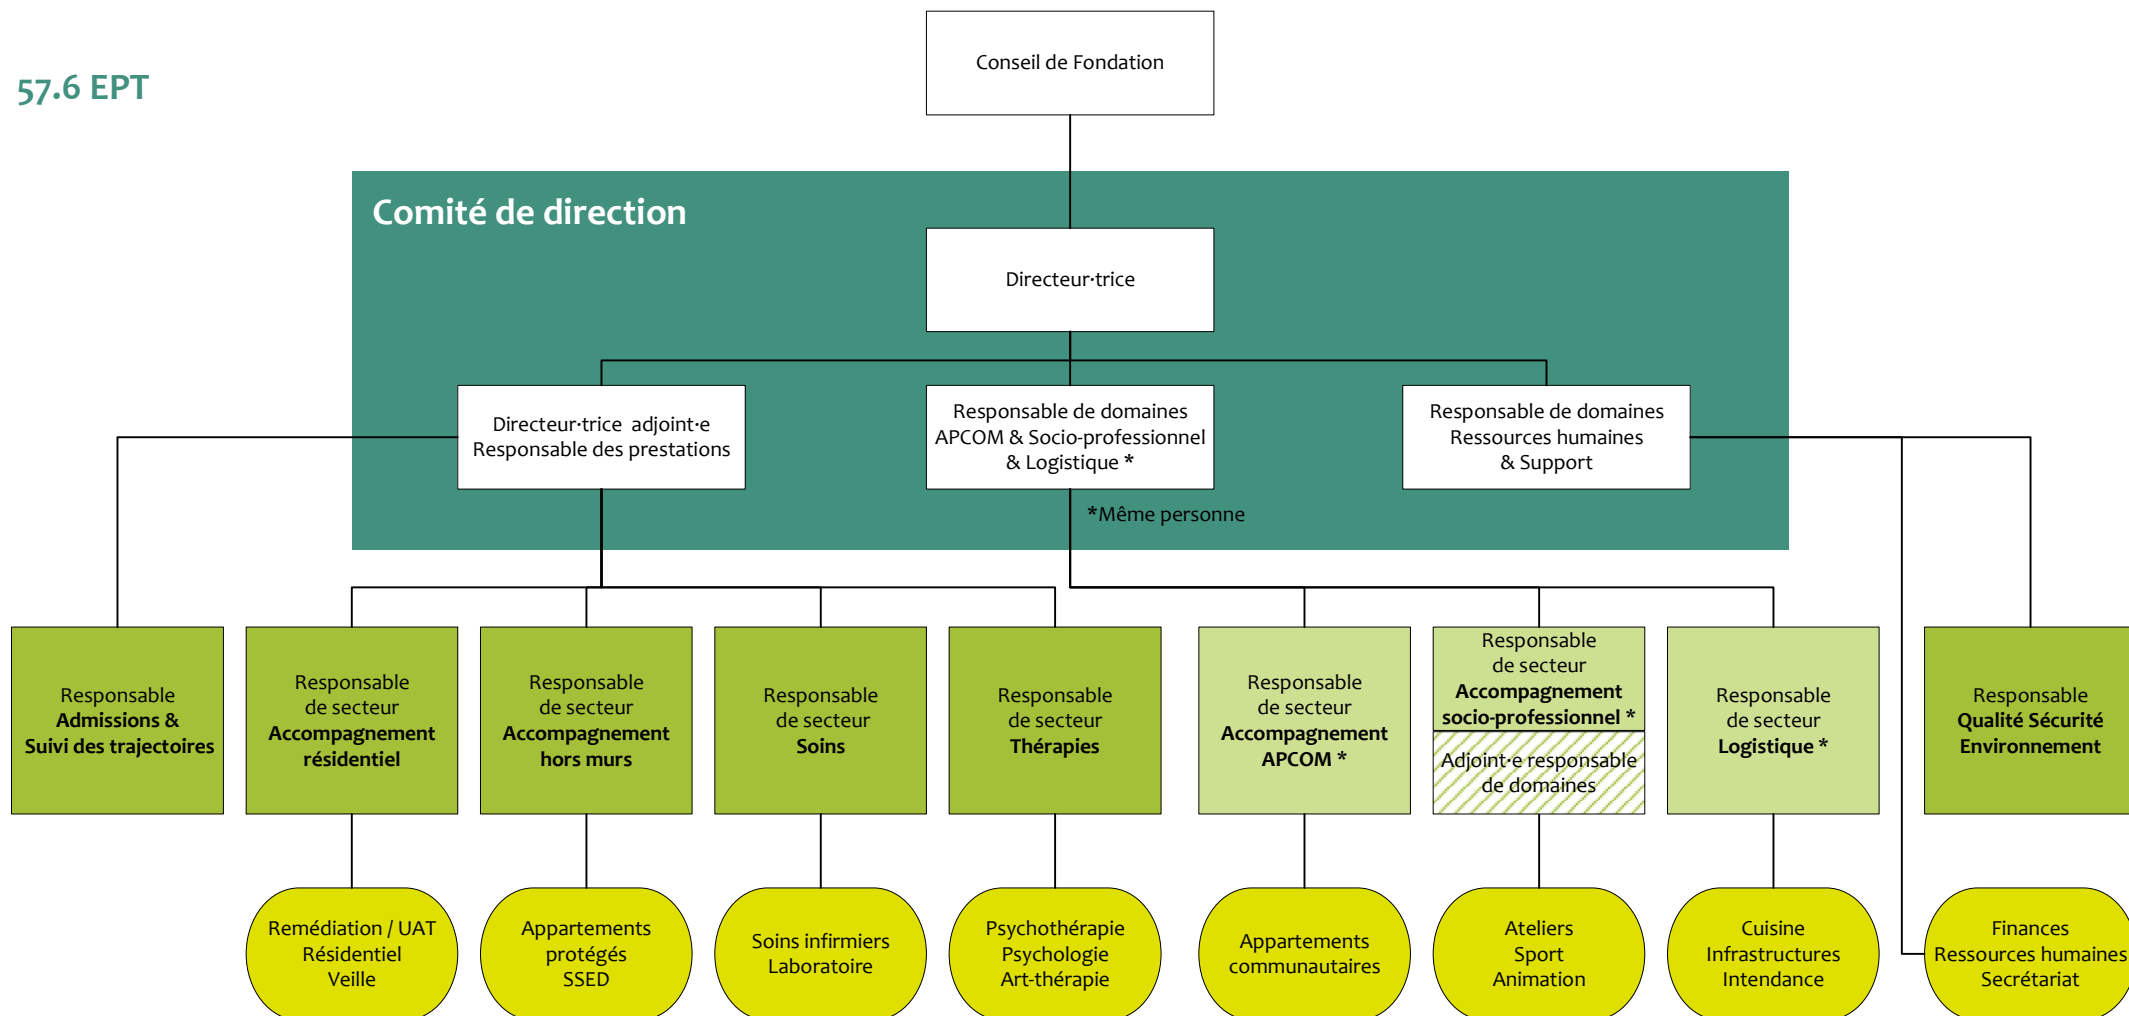 57.6 EPT
Conseil de Fondation
Comité de direction
Directeur·trice
Directeur·trice adjoint·e
Responsable des prestations
Responsable de domaines
APCOM & Socio-professionnel
& Logistique *
Responsable de domaines
Ressources humaines
& Support
*Même personne
Responsable
Admissions &
Suivi des trajectoires
Responsable
de secteur
Accompagnement
résidentiel
Responsable
de secteur
Accompagnement
hors murs
Responsable
de secteur
Soins
Responsable
de secteur
Thérapies
Responsable
de secteur
Accompagnement
APCOM *
Responsable
de secteur
Accompagnement
socio-professionnel *
Adjoint·e responsable
de domaines
Responsable
de secteur
Logistique *
Responsable
Qualité Sécurité
Environnement
Remédiation / UAT
Résidentiel
Veille
Appartements
protégés
SSED
Soins infirmiers
Laboratoire
Psychothérapie
Psychologie
Art-thérapie
Appartements
communautaires
Ateliers
Sport
Animation
Cuisine
Infrastructures
Intendance
Finances
Ressources humaines
Secrétariat